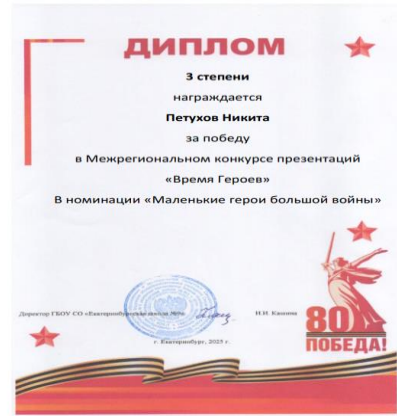 ДИПЛОМ
3 степени
награждается
Петухов Никита
за победу
в Межрегиональном конкурсе презентаций
«Время Героев»
В номинации «Маленькие герои большой войны»
Директор ГБОУ СО «Екатеринбургская школа
г. Екатеринбург, 2025 г.
80
ПОБЕДА!